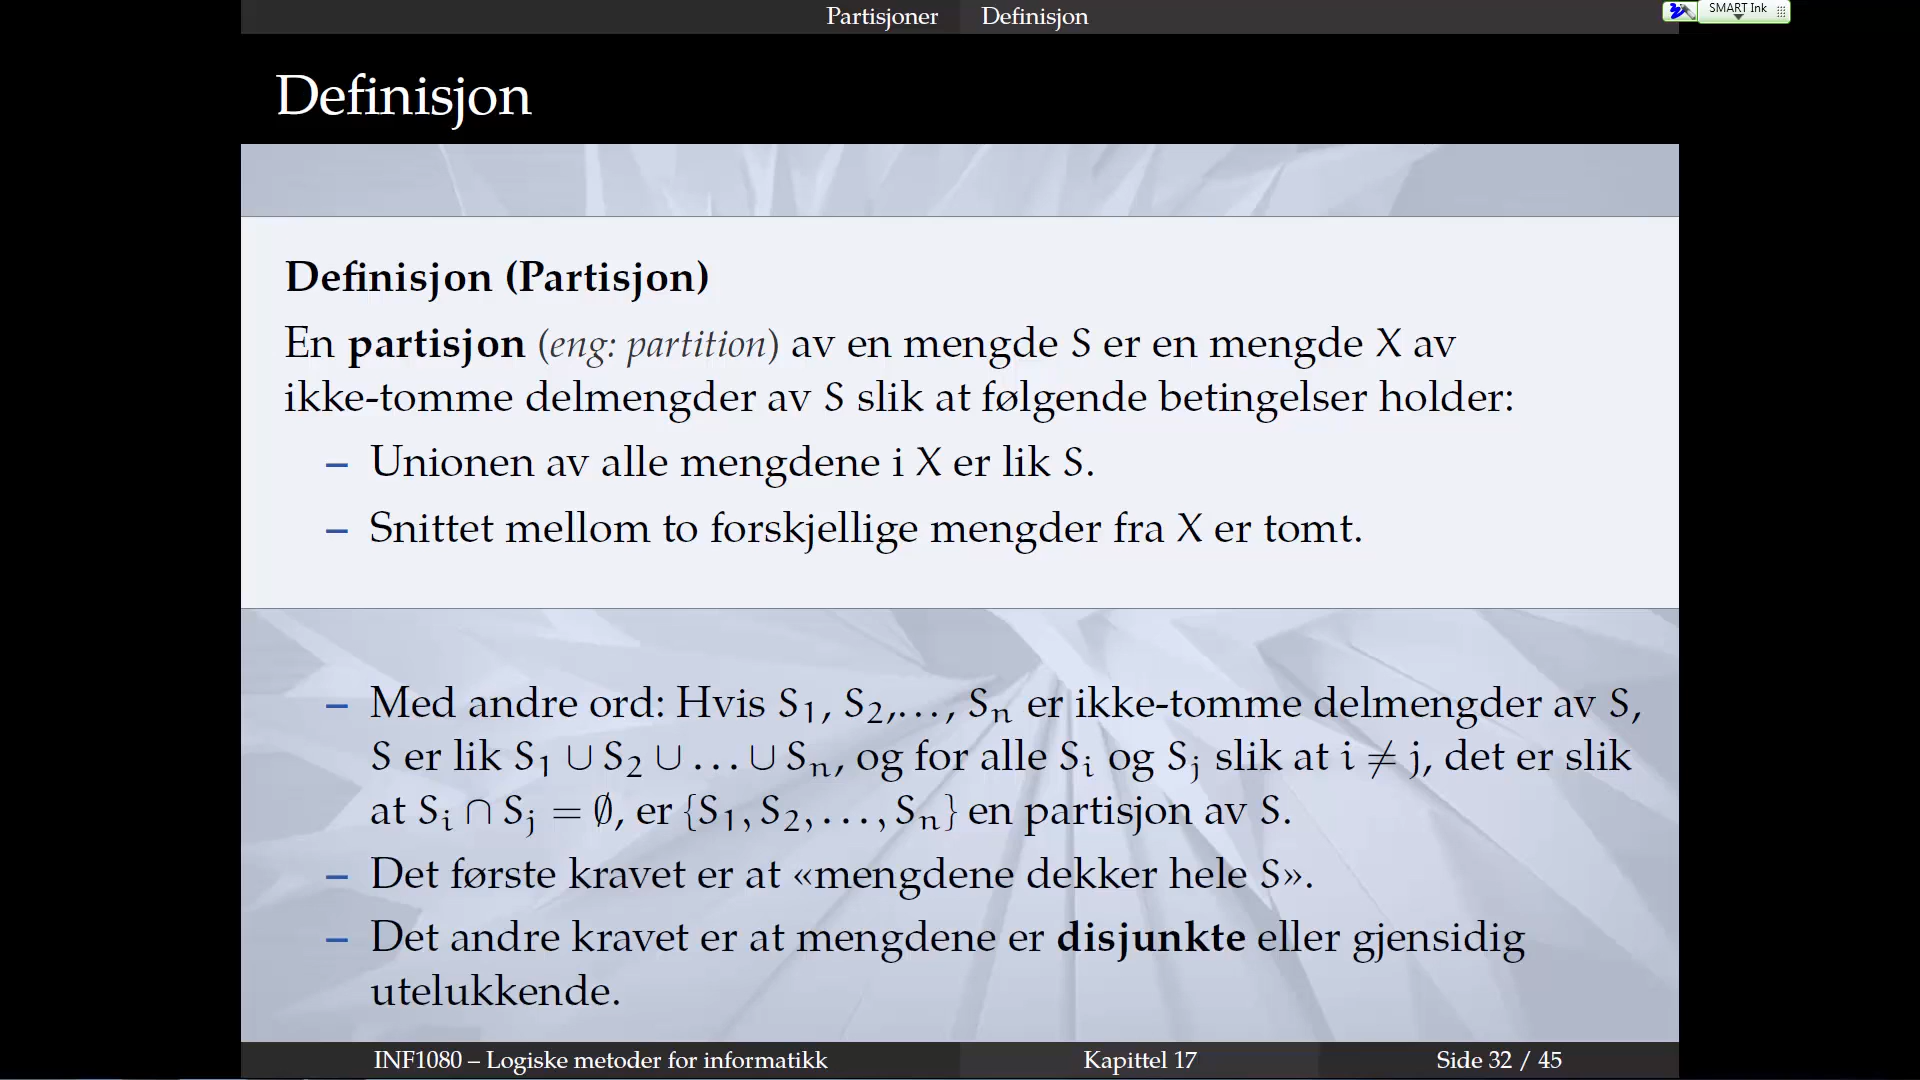 Partisjoner Definisjon
SMART Ink
Definisjon
Definisjon (Partisjon)
En partisjon (eng: partition) av en mengde S er en mengde X av
ikke-tomme delmengder av S slik at følgende betingelser holder:
– Unionen av alle mengdene i X er lik S.
– Snittet mellom to forskjellige mengder fra X er tomt.
– Med andre ord: Hvis S₁, S₂,…, Sₙ er ikke-tomme delmengder av S,
S er lik S₁ ∪ S₂ ∪ … ∪ Sₙ, og for alle Sᵢ og Sⱼ slik at i ≠ j, det er slik
at Sᵢ ∩ Sⱼ = ∅, er {S₁, S₂, …, Sₙ} en partisjon av S.
– Det første kravet er at «mengdene dekker hele S».
– Det andre kravet er at mengdene er disjunkte eller gjensidig
utelukkende.
INF1080 – Logiske metoder for informatikk Kapittel 17 Side 32 / 45